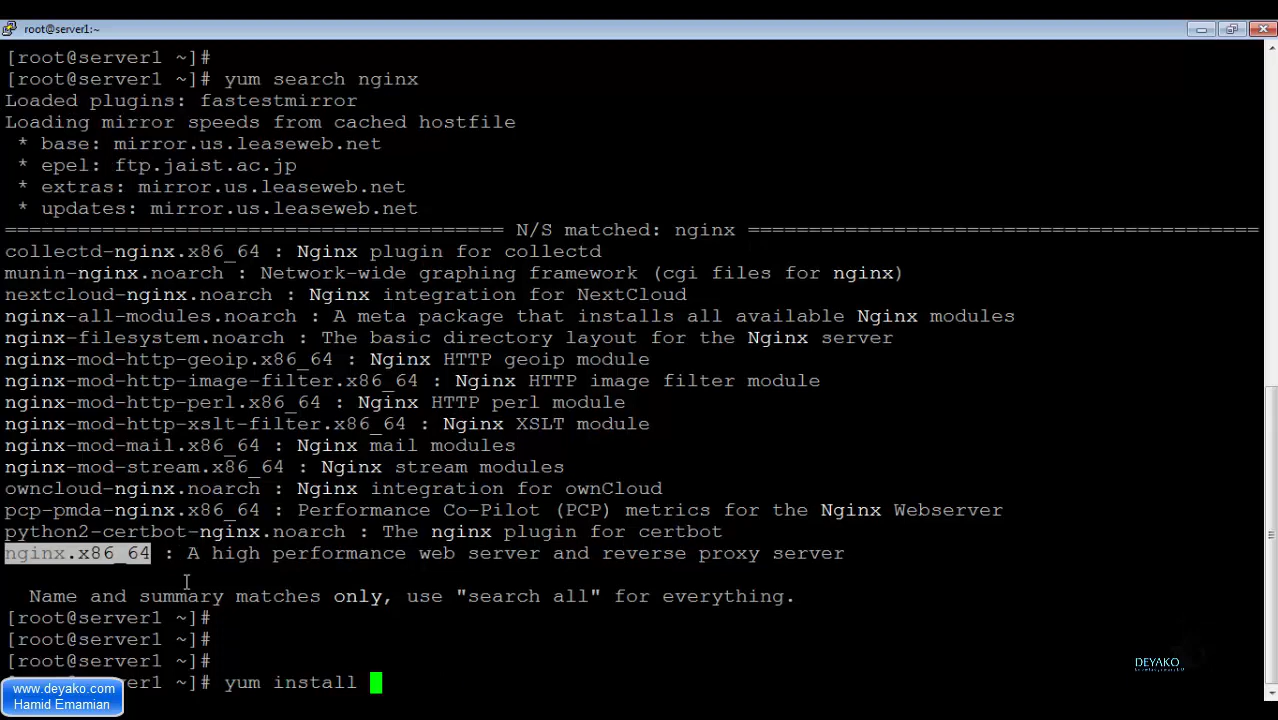 root@server1:~
[root@server1 ~]#
[root@server1 ~]# yum search nginx
Loaded plugins: fastestmirror
Loading mirror speeds from cached hostfile
* base: mirror.us.leaseweb.net
* epel: ftp.jaist.ac.jp
* extras: mirror.us.leaseweb.net
* updates: mirror.us.leaseweb.net
========================================= N/S matched: nginx ==========================================
collectd-nginx.x86_64 : Nginx plugin for collectd
munin-nginx.noarch : Network-wide graphing framework (cgi files for nginx)
nextcloud-nginx.noarch : Nginx integration for NextCloud
nginx-all-modules.noarch : A meta package that installs all available Nginx modules
nginx-filesystem.noarch : The basic directory layout for the Nginx server
nginx-mod-http-geoip.x86_64 : Nginx HTTP geoip module
nginx-mod-http-image-filter.x86_64 : Nginx HTTP image filter module
nginx-mod-http-perl.x86_64 : Nginx HTTP perl module
nginx-mod-http-xslt-filter.x86_64 : Nginx XSLT module
nginx-mod-mail.x86_64 : Nginx mail modules
nginx-mod-stream.x86_64 : Nginx stream modules
owncloud-nginx.noarch : Nginx integration for ownCloud
pcp-pmda-nginx.x86_64 : Performance Co-Pilot (PCP) metrics for the Nginx Webserver
python2-certbot-nginx.noarch : The nginx plugin for certbot
nginx.x86_64 : A high performance web server and reverse proxy server
Name and summary matches only, use "search all" for everything.
[root@server1 ~]#
[root@server1 ~]#
[root@server1 ~]#
[root@server1 ~]# yum install
DEYAKO
www.deyako.com
Hamid Emamian